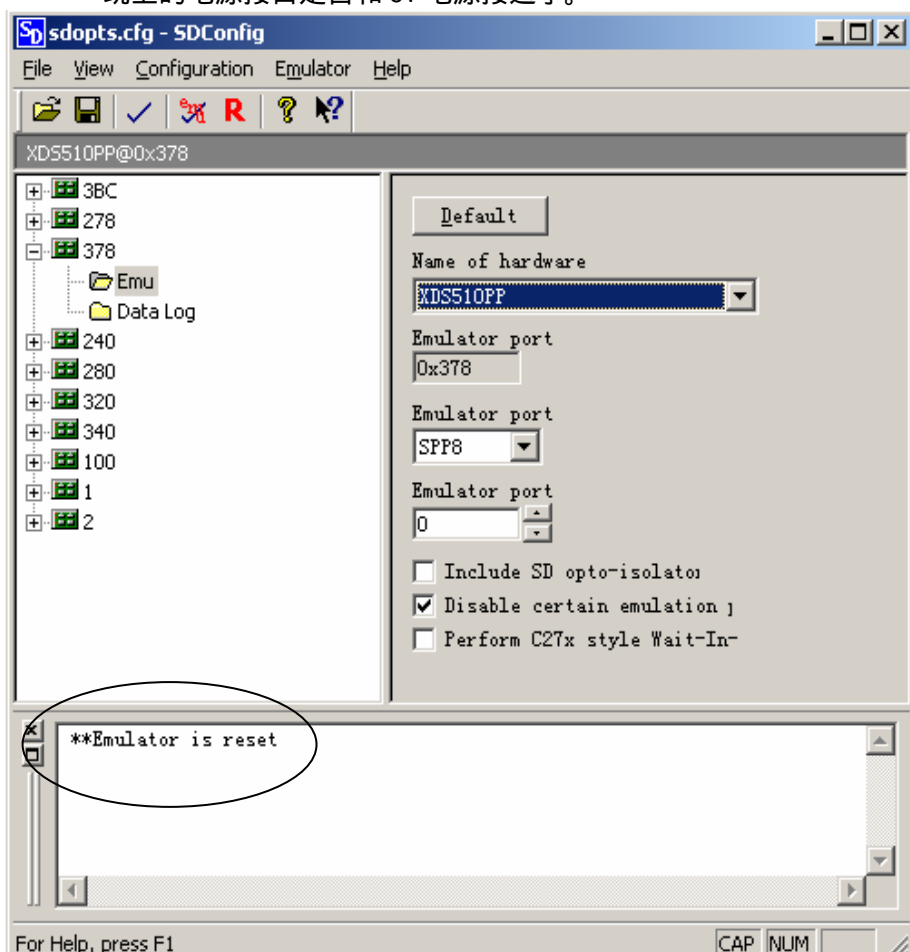 SD sdopts.cfg - SDConfig
File View Configuration Emulator Help
R ? ?
XDS510PP@0x378
3BC
278
378
Emu
Data Log
240
280
320
340
100
1
2
Default
Name of hardware
XDS510PP
Emulator port
0x378
Emulator port
SPP8
Emulator port
0
Include SD opto-isolato
Disable certain emulation
Perform C27x style Wait-In-
**Emulator is reset
For Help, press F1
CAP NUM